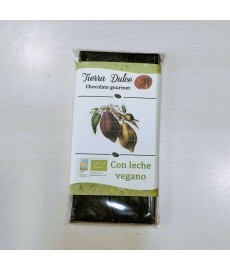 Tierra Dulce
Chocolate gourmet
Con leche
vegano